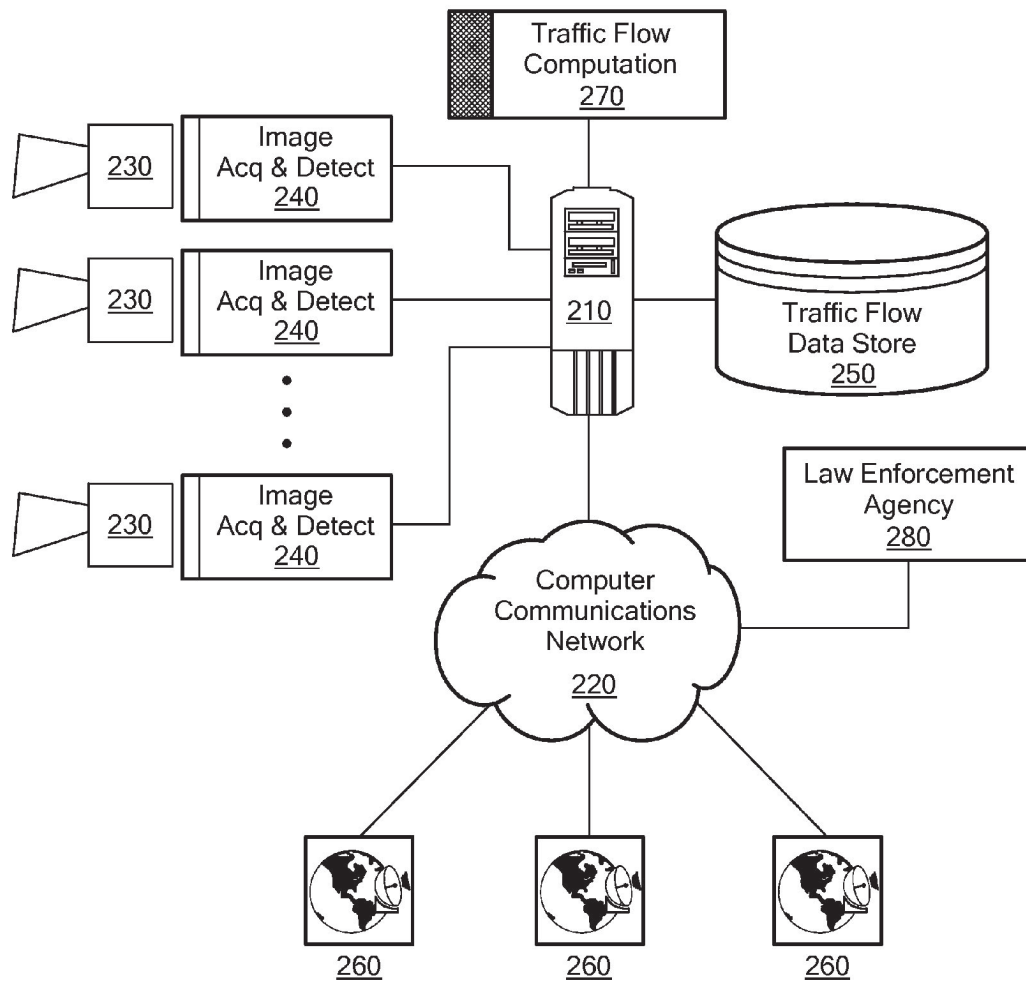 Traffic Flow
Computation
270
230
Image
Acq & Detect
240
230
Image
Acq & Detect
240
210
Traffic Flow
Data Store
250
230
Image
Acq & Detect
240
Law Enforcement
Agency
280
Computer
Communications
Network
220
260
260
260